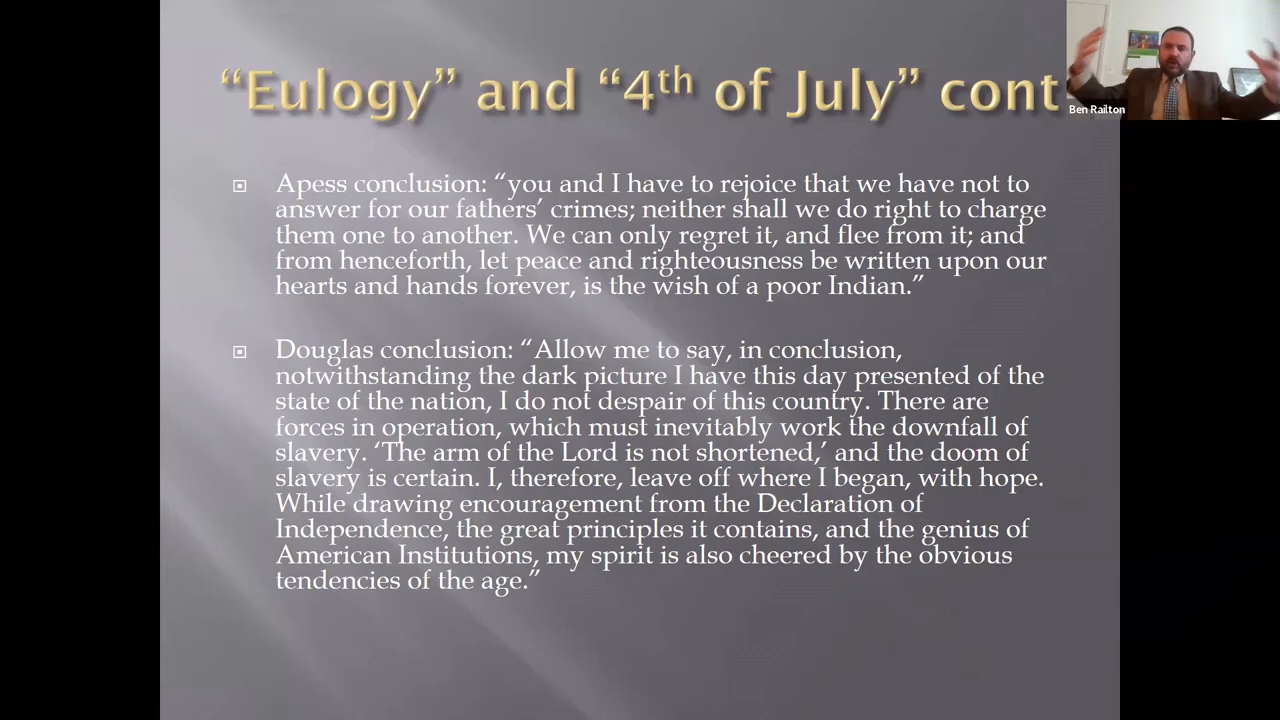 “Eulogy” and “4th of July” cont
Ben Railton
Apess conclusion: “you and I have to rejoice that we have not to
answer for our fathers’ crimes; neither shall we do right to charge
them one to another. We can only regret it, and flee from it; and
from henceforth, let peace and righteousness be written upon our
hearts and hands forever, is the wish of a poor Indian.”
Douglas conclusion: “Allow me to say, in conclusion,
notwithstanding the dark picture I have this day presented of the
state of the nation, I do not despair of this country. There are
forces in operation, which must inevitably work the downfall of
slavery. ‘The arm of the Lord is not shortened,’ and the doom of
slavery is certain. I, therefore, leave off where I began, with hope.
While drawing encouragement from the Declaration of
Independence, the great principles it contains, and the genius of
American Institutions, my spirit is also cheered by the obvious
tendencies of the age.”